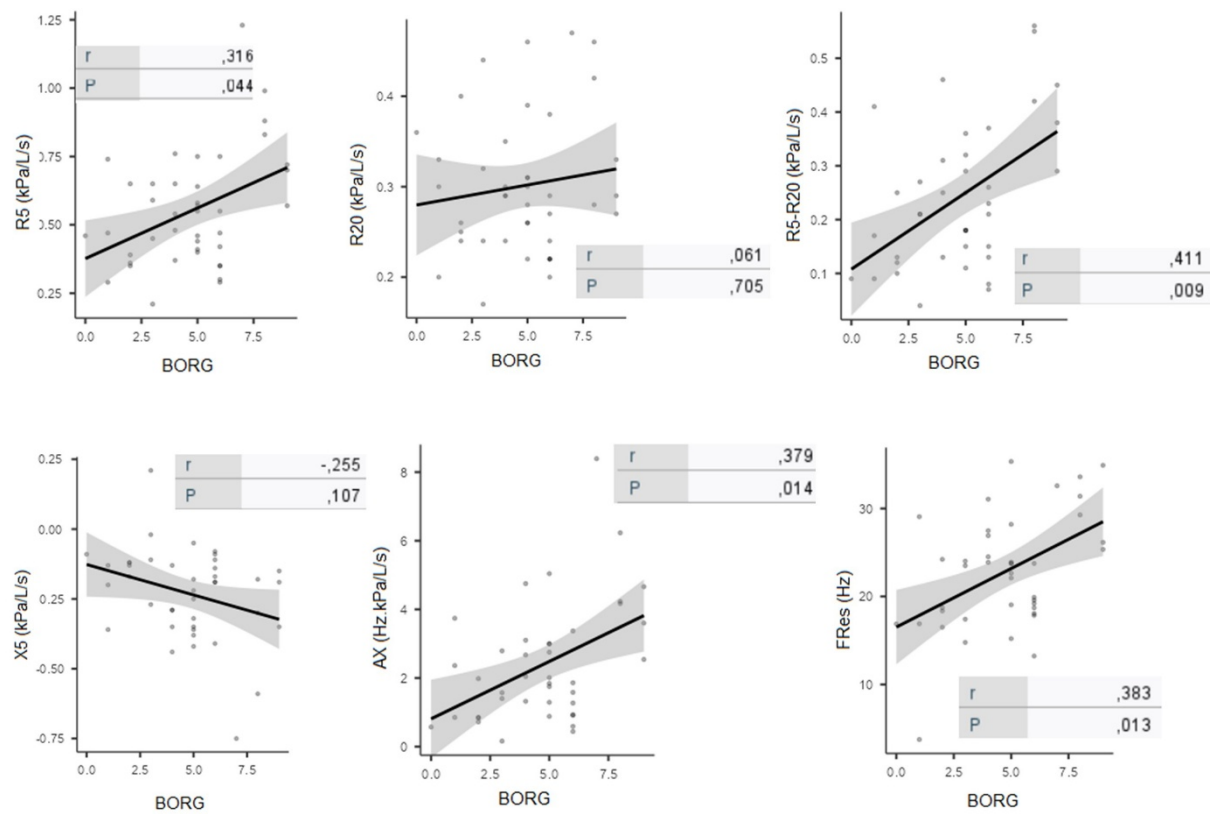 1.25
r ,316
1.00
P ,044
0.75
0.50
0.25
R5 (kPa/L/s)
0.0 2.5 5.0 7.5
BORG
0.4
0.3
0.2
R20 (kPa/L/s)
r ,061
P ,705
0.0 2.5 5.0 7.5
BORG
0.5
0.4
0.3
0.2
0.1
R5-R20 (kPa/L/s)
r ,411
P ,009
0.0 2.5 5.0 7.5
BORG
0.25
r -,255
P ,107
0.00
0.25
-0.50
-0.75
X5 (kPa/L/s)
0.0 2.5 5.0 7.5
BORG
r ,379
P ,014
8
6
4
2
0
AX (Hz.kPa/L/s)
0.0 2.5 5.0 7.5
BORG
30
20
10
FRes (Hz)
r ,383
P ,013
0.0 2.5 5.0 7.5
BORG